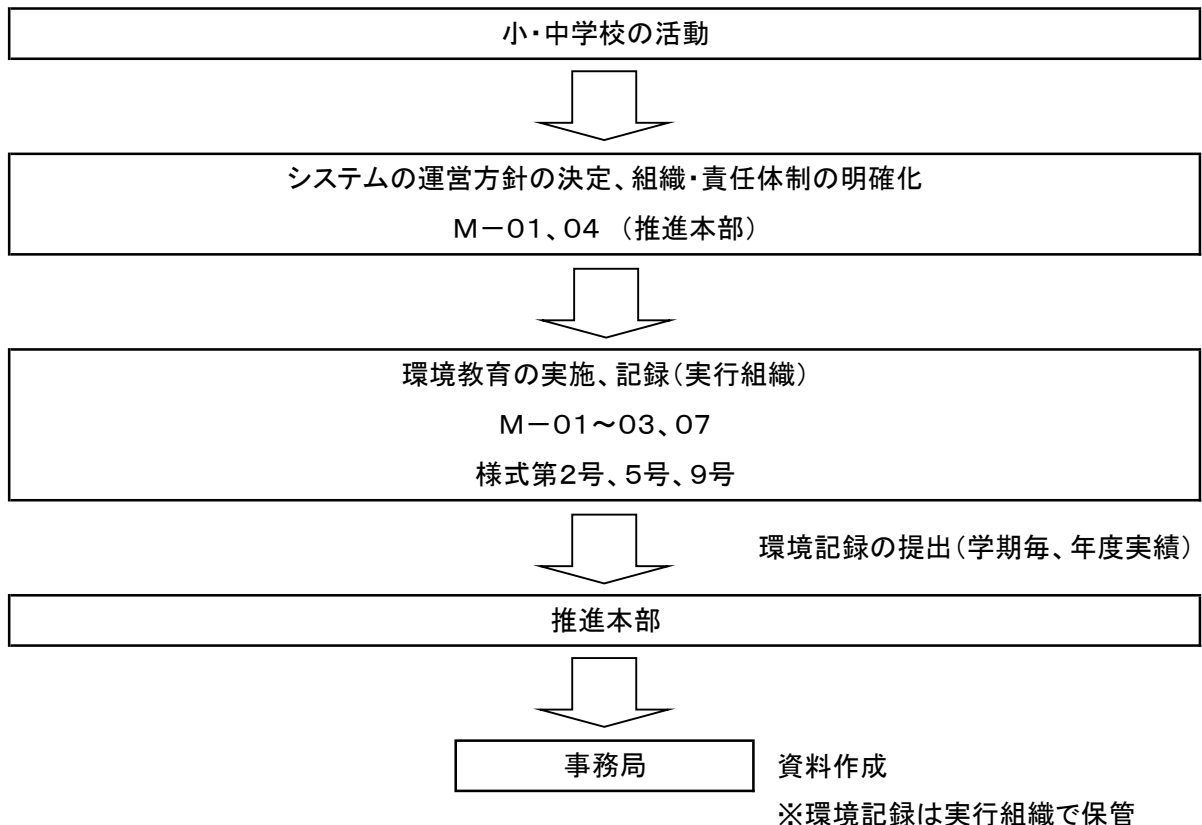 小・中学校の活動
システムの運営方針の決定、組織・責任体制の明確化
M－01、04 （推進本部）
環境教育の実施、記録（実行組織）
M－01～03、07
様式第2号、5号、9号
環境記録の提出（学期毎、年度実績）
推進本部
事務局
資料作成
※環境記録は実行組織で保管